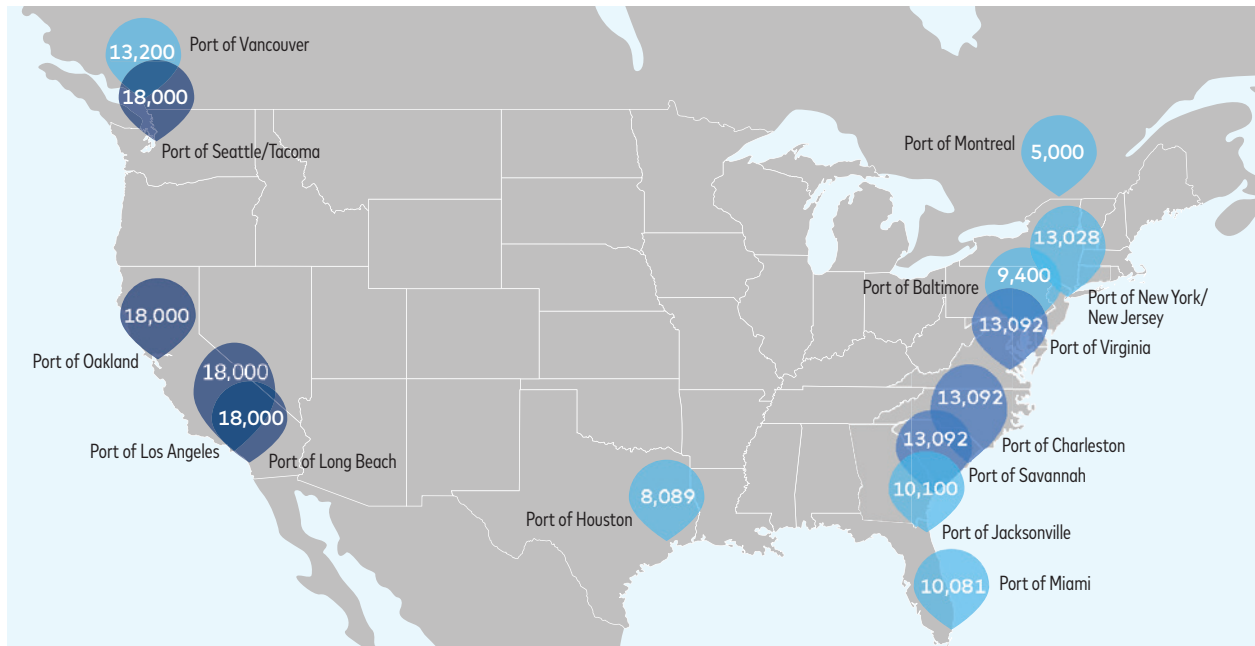 13,200
Port of Vancouver
18,000
Port of Seattle/Tacoma
Port of Montreal
5,000
13,028
Port of New York/
New Jersey
9,400
Port of Baltimore
13,092
Port of Virginia
18,000
Port of Oakland
18,000
Port of Los Angeles
18,000
Port of Long Beach
13,092
Port of Charleston
13,092
Port of Savannah
8,089
Port of Houston
10,100
Port of Jacksonville
10,081
Port of Miami